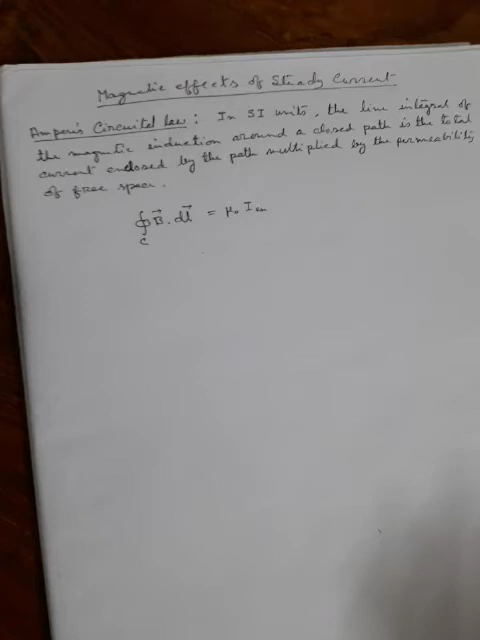 Magnetic effects of Steady Current
Ampere's Circuital Law : In SI units, the line integral of
the magnetic induction around a closed path is the total
current enclosed by the path multiplied by the permeability
of free space.
∮ B⃗ . dl⃗ = μ₀ I
C